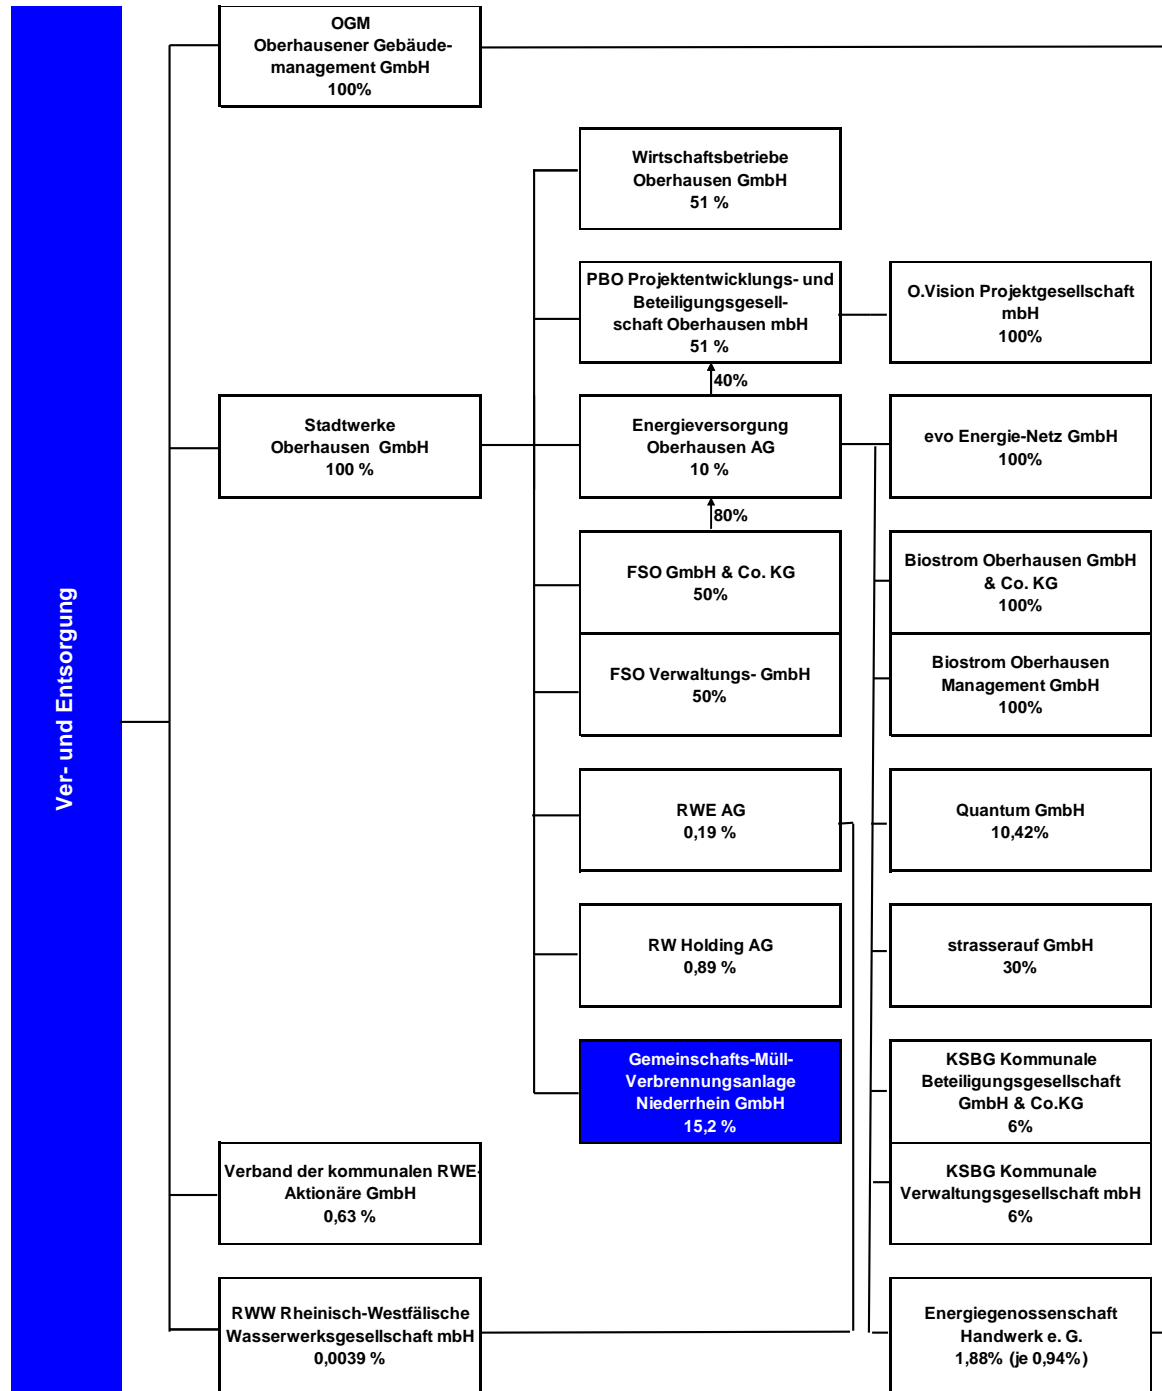 Ver- und Entsorgung
OGM
Oberhausener Gebäude-
management GmbH
100%
Stadtwerke
Oberhausen GmbH
100 %
Verband der kommunalen RWE-
Aktionäre GmbH
0,63 %
RWW Rheinisch-Westfälische
Wasserwerksgesellschaft mbH
0,0039 %
Wirtschaftsbetriebe
Oberhausen GmbH
51 %
PBO Projektentwicklungs- und
Beteiligungsgesell-
schaft Oberhausen mbH
51 %
40%
Energieversorgung
Oberhausen AG
10 %
80%
FSO GmbH & Co. KG
50%
FSO Verwaltungs- GmbH
50%
RWE AG
0,19 %
RW Holding AG
0,89 %
Gemeinschafts-Müll-
Verbrennungsanlage
Niederrhein GmbH
15,2 %
O.Vision Projektgesellschaft
mbH
100%
evo Energie-Netz GmbH
100%
Biostrom Oberhausen GmbH
& Co. KG
100%
Biostrom Oberhausen
Management GmbH
100%
Quantum GmbH
10,42%
strasserauf GmbH
30%
KSBG Kommunale
Beteiligungsgesellschaft
GmbH & Co.KG
6%
KSBG Kommunale
Verwaltungsgesellschaft mbH
6%
Energiegenossenschaft
Handwerk e. G.
1,88% (je 0,94%)